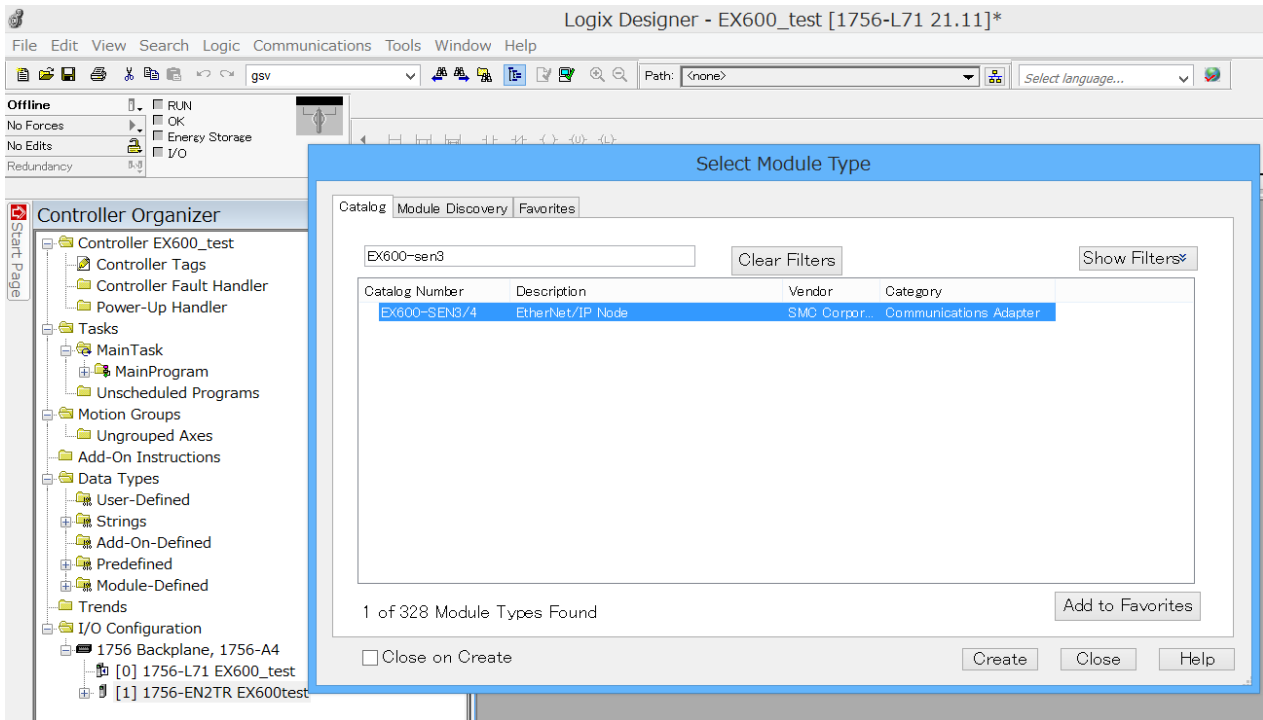 Logix Designer - EX600_test [1756-L71 21.11]*
File Edit View Search Logic Communications Tools Window Help
gsv
Path: <none>
Select language...
Offline
RUN
No Forces
OK
No Edits
Energy Storage
Redundancy
I/O
Start Page
Controller Organizer
Controller EX600_test
Controller Tags
Controller Fault Handler
Power-Up Handler
Tasks
MainTask
MainProgram
Unscheduled Programs
Motion Groups
Ungrouped Axes
Add-On Instructions
Data Types
User-Defined
Strings
Add-On-Defined
Predefined
Module-Defined
Trends
I/O Configuration
1756 Backplane, 1756-A4
[0] 1756-L71 EX600_test
[1] 1756-EN2TR EX600test
Select Module Type
Catalog Module Discovery Favorites
EX600-sen3
Clear Filters
Show Filters
Catalog Number Description Vendor Category
EX600-SEN3/4 EtherNet/IP Node SMC Corpor... Communications Adapter
1 of 328 Module Types Found
Add to Favorites
Close on Create
Create Close Help